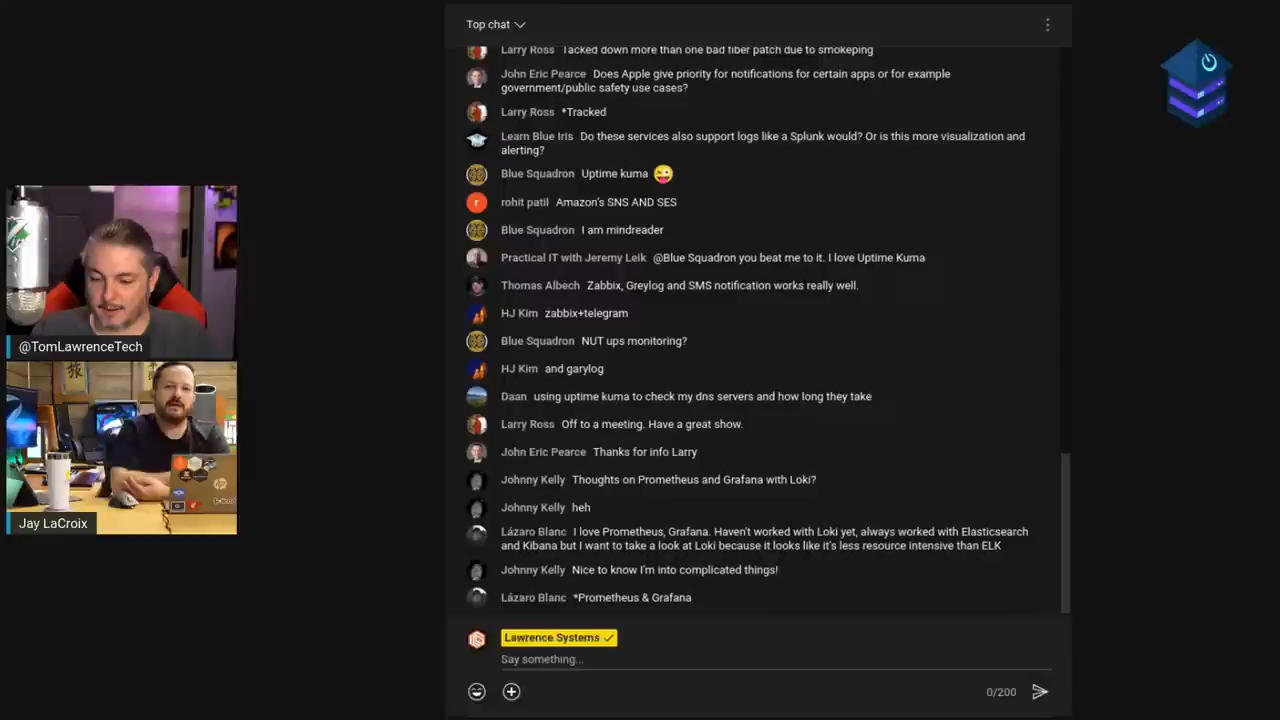 Top chat
Larry Ross Tacked down more than one bad fiber patch due to smokeping
John Eric Pearce Does Apple give priority for notifications for certain apps or for example
government/public safety use cases?
Larry Ross *Tracked
Learn Blue Iris Do these services also support logs like a Splunk would? Or is this more visualization and
alerting?
Blue Squadron Uptime kuma 😜
r rohit patil Amazon's SNS AND SES
Blue Squadron I am mindreader
Practical IT with Jeremy Leik @Blue Squadron you beat me to it. I love Uptime Kuma
Thomas Albech Zabbix, Greylog and SMS notification works really well.
HJ Kim zabbix+telegram
Blue Squadron NUT ups monitoring?
HJ Kim and garylog
Daan using uptime kuma to check my dns servers and how long they take
Larry Ross Off to a meeting. Have a great show.
John Eric Pearce Thanks for info Larry
Johnny Kelly Thoughts on Prometheus and Grafana with Loki?
Johnny Kelly heh
Lázaro Blanc I love Prometheus, Grafana. Haven't worked with Loki yet, always worked with Elasticsearch
and Kibana but I want to take a look at Loki because it looks like it's less resource intensive than ELK
Johnny Kelly Nice to know I'm into complicated things!
Lázaro Blanc *Prometheus & Grafana
Lawrence Systems
Say something...
0/200
@TomLawrenceTech
Jay LaCroix
hp